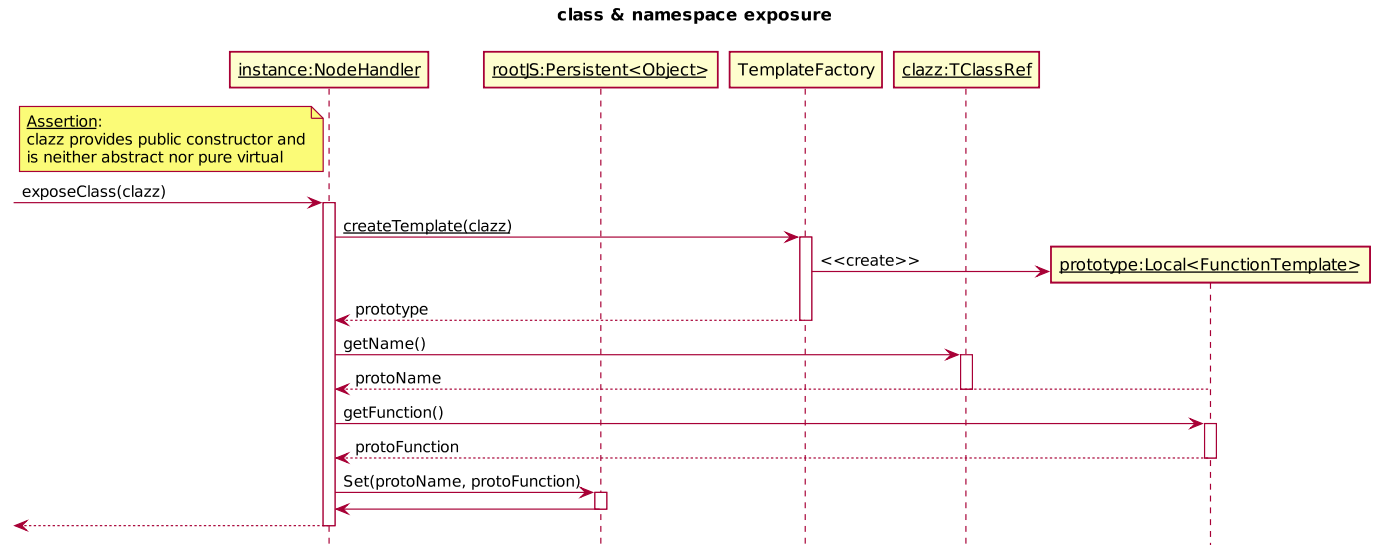 class & namespace exposure
instance:NodeHandler
rootJS:Persistent<Object>
TemplateFactory
clazz:TClassRef
Assertion:
clazz provides public constructor and
is neither abstract nor pure virtual
exposeClass(clazz)
createTemplate(clazz)
<<create>>
prototype:Local<FunctionTemplate>
prototype
getName()
protoName
getFunction()
protoFunction
Set(protoName, protoFunction)